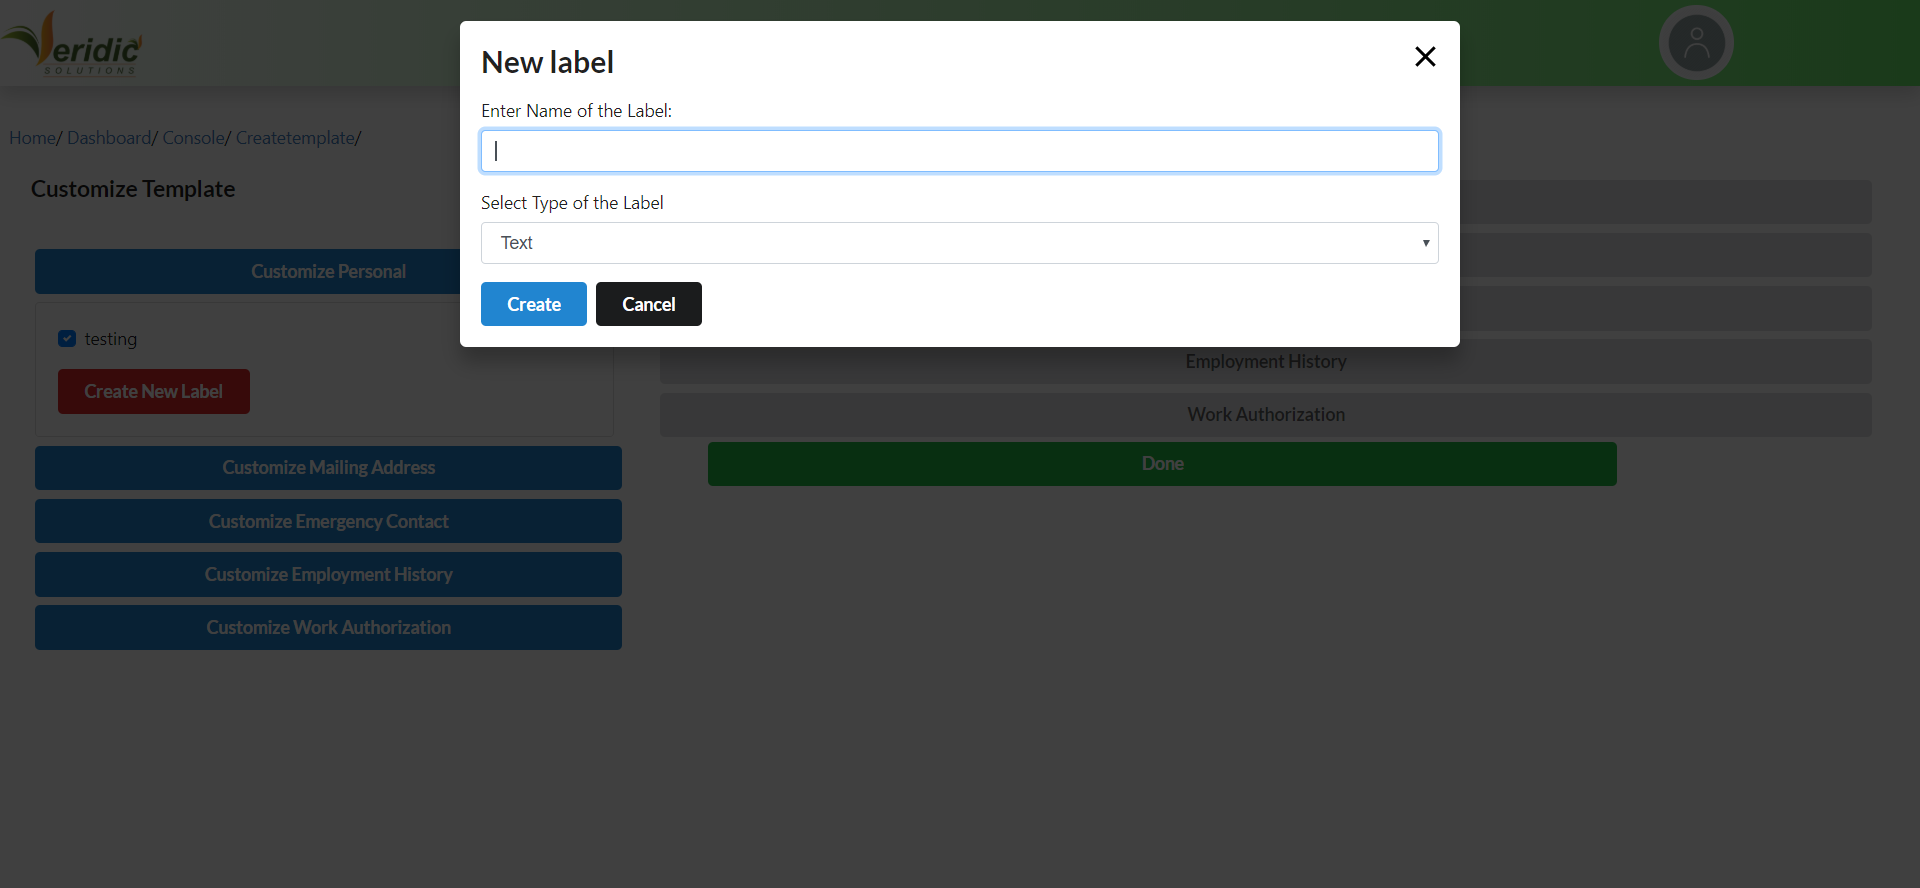 eridic
SOLUTIONS
New label
Enter Name of the Label:
Select Type of the Label
Text
Create
Cancel
Home/ Dashboard/ Console/ Createtemplate/
Customize Template
Customize Personal
testing
Create New Label
Customize Mailing Address
Customize Emergency Contact
Customize Employment History
Customize Work Authorization
Employment History
Work Authorization
Done